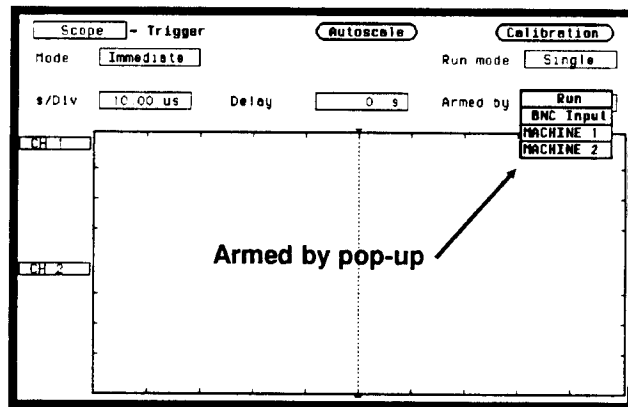 Scope - Trigger Autoscale Calibration
Mode Immediate Run mode Single
s/Div 10.00 us Delay 0 s Armed by Run
BNC Input
MACHINE 1
MACHINE 2
CH 1
Armed by pop-up
CH 2